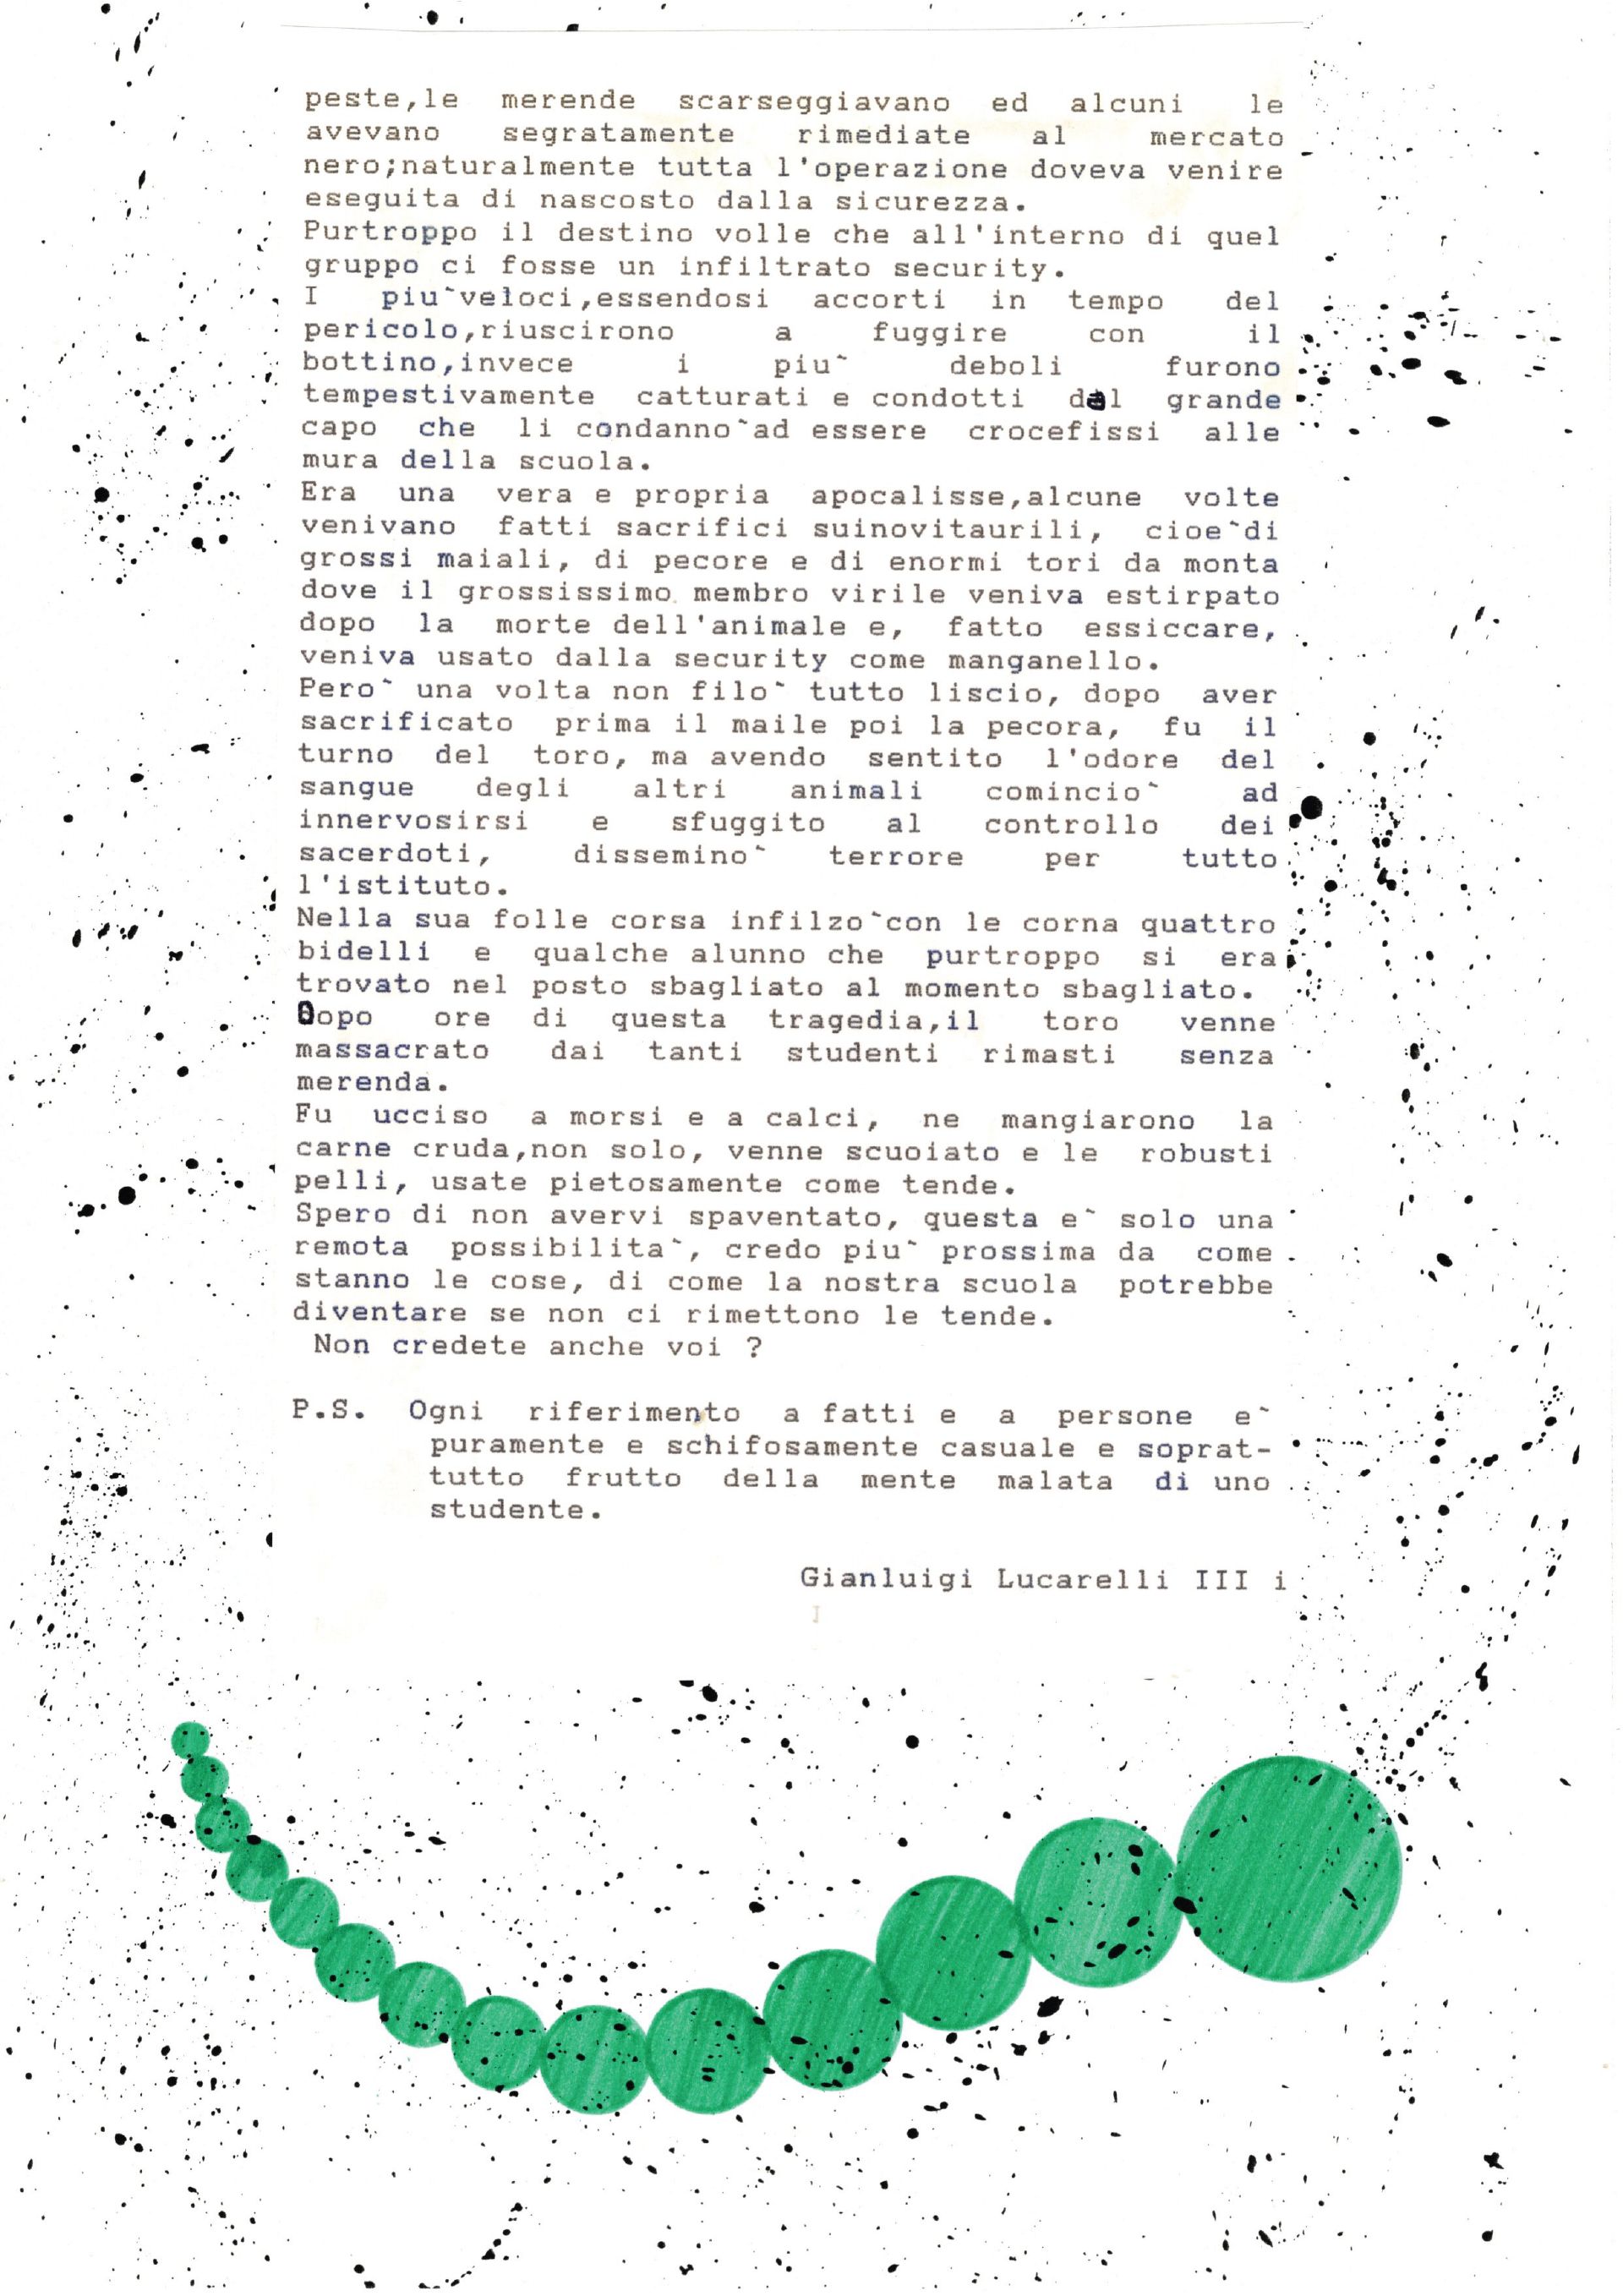 peste,le merende scarseggiavano ed alcuni le
avevano segratamente rimediate al mercato
nero;naturalmente tutta l'operazione doveva venire
eseguita di nascosto dalla sicurezza.
Purtroppo il destino volle che all'interno di quel
gruppo ci fosse un infiltrato security.
I piu`veloci,essendosi accorti in tempo del
pericolo,riuscirono a fuggire con il
bottino,invece i piu` deboli furono
tempestivamente catturati e condotti dal grande
capo che li condanno`ad essere crocefissi alle
mura della scuola.
Era una vera e propria apocalisse,alcune volte
venivano fatti sacrifici suinovitaurili, cioe`di
grossi maiali, di pecore e di enormi tori da monta
dove il grossissimo membro virile veniva estirpato
dopo la morte dell'animale e, fatto essiccare,
veniva usato dalla security come manganello.
Pero` una volta non filo` tutto liscio, dopo aver
sacrificato prima il maile poi la pecora, fu il
turno del toro, ma avendo sentito l'odore del
sangue degli altri animali comincio` ad
innervosirsi e sfuggito al controllo dei
sacerdoti, dissemino` terrore per tutto
l'istituto.
Nella sua folle corsa infilzo`con le corna quattro
bidelli e qualche alunno che purtroppo si era
trovato nel posto sbagliato al momento sbagliato.
Dopo ore di questa tragedia,il toro venne
massacrato dai tanti studenti rimasti senza
merenda.
Fu ucciso a morsi e a calci, ne mangiarono la
carne cruda,non solo, venne scuoiato e le robusti
pelli, usate pietosamente come tende.
Spero di non avervi spaventato, questa e` solo una
remota possibilita`, credo piu` prossima da come
stanno le cose, di come la nostra scuola potrebbe
diventare se non ci rimettono le tende.
Non credete anche voi ?
P.S. Ogni riferimento a fatti e a persone e`
puramente e schifosamente casuale e soprat-
tutto frutto della mente malata di uno
studente.
Gianluigi Lucarelli III i